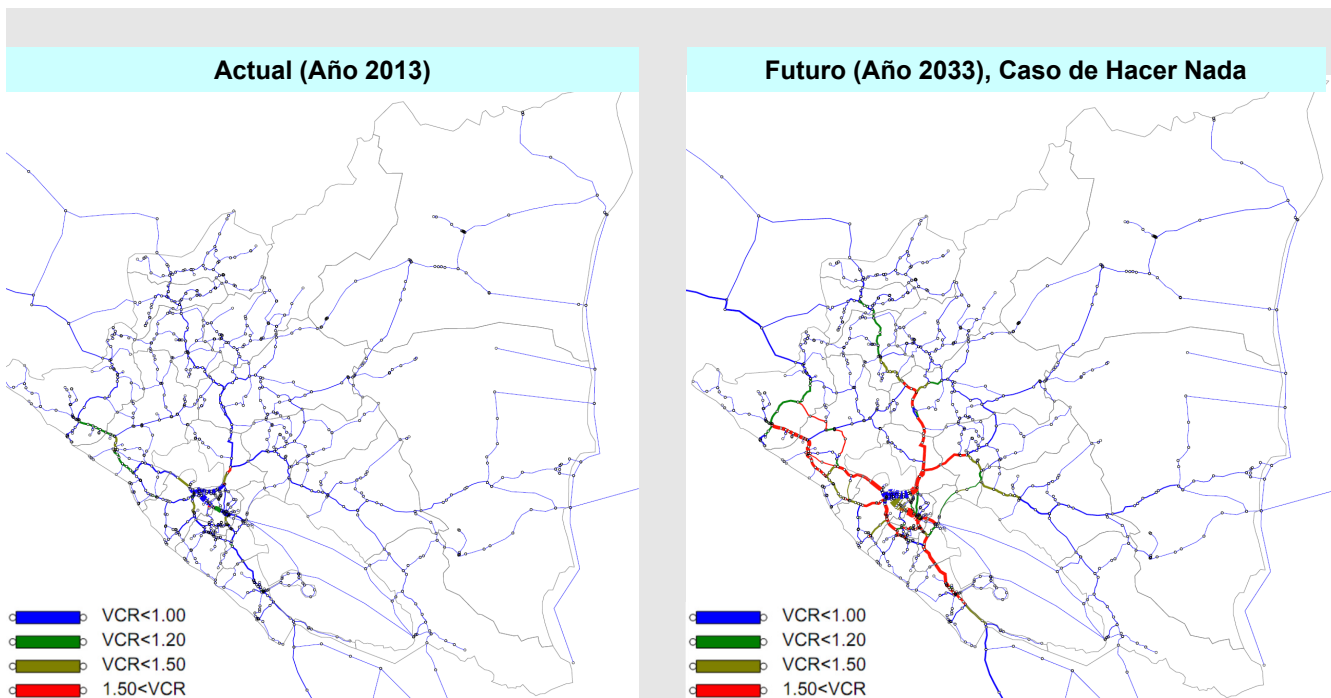 Actual (Año 2013)
VCR<1.00
VCR<1.20
VCR<1.50
1.50<VCR
Futuro (Año 2033), Caso de Hacer Nada
VCR<1.00
VCR<1.20
VCR<1.50
1.50<VCR